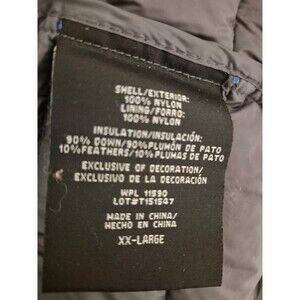 SHELL/EXTERIOR:
100% NYLON
LINING/FORRO:
100% NYLON
INSULATION/INSULACIÓN:
90% DOWN/90%PLUMÓN DE PATO
10%FEATHERS/10% PLUMAS DE PATO
EXCLUSIVE OF DECORATION/
EXCLUSIVO DE LA DECORACIÓN
WPL 11590
LOT#T151547
MADE IN CHINA/
HECHO EN CHINA
XX-LARGE